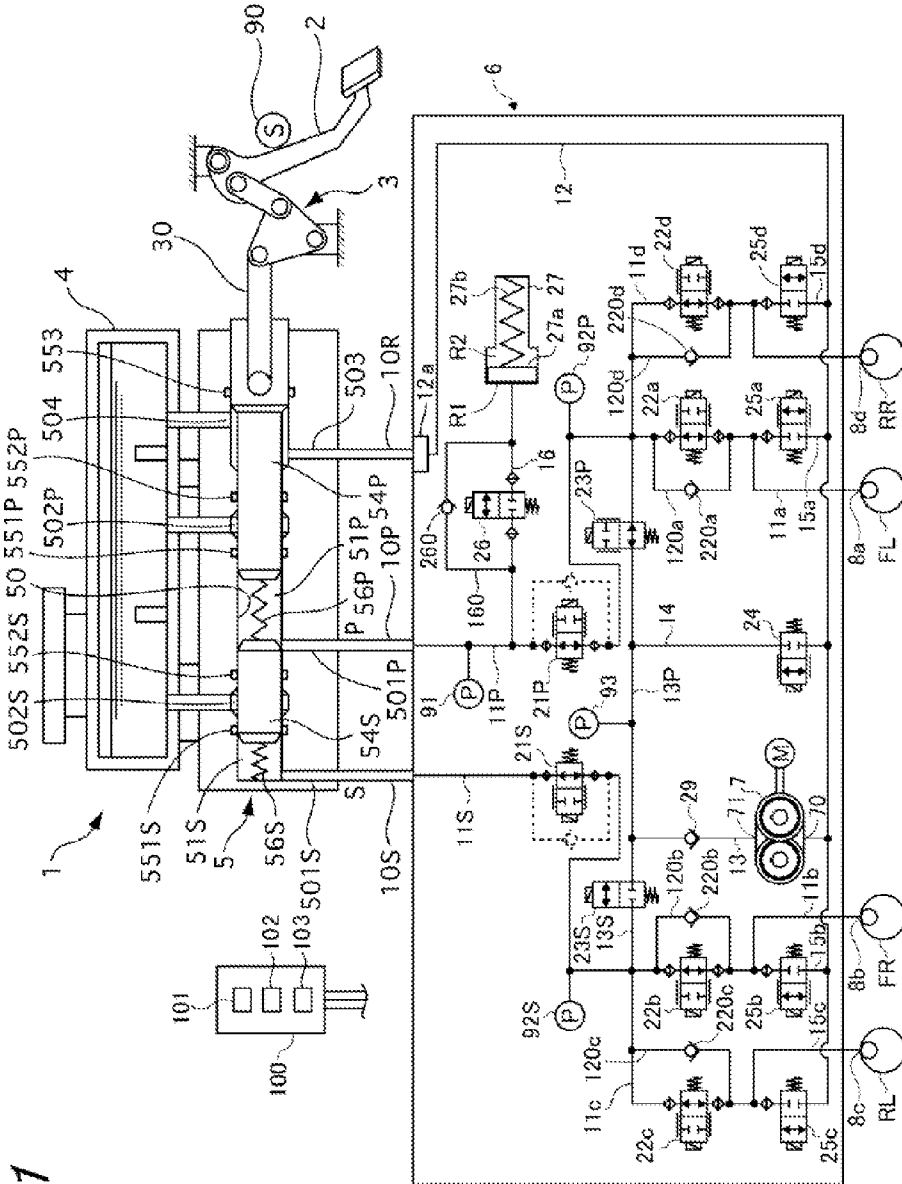 1
90
S
2
3
30
4
553
504
552P
502P
551P
50
552S
502S
1
551S
51S
5
56S
501S
10S
S
54S
501P
P
10P
56P
51P
54P
503
10R
12a
6
12
101
102
103
100
27b
27
R2
R1
27a
92P
260
16
26
160
11d
22d
220d
120d
25d
15d
22a
25a
23P
120a
220a
11a
15a
8d
RR
8a
FL
91
P
11P
21P
93
P
13P
14
24
11S
21S
29
71
7
M
13
70
23S
13S
120b
220b
11b
92S
P
22b
220c
25b
15b
15c
120c
11c
22c
25c
8b
FR
8c
RL
P